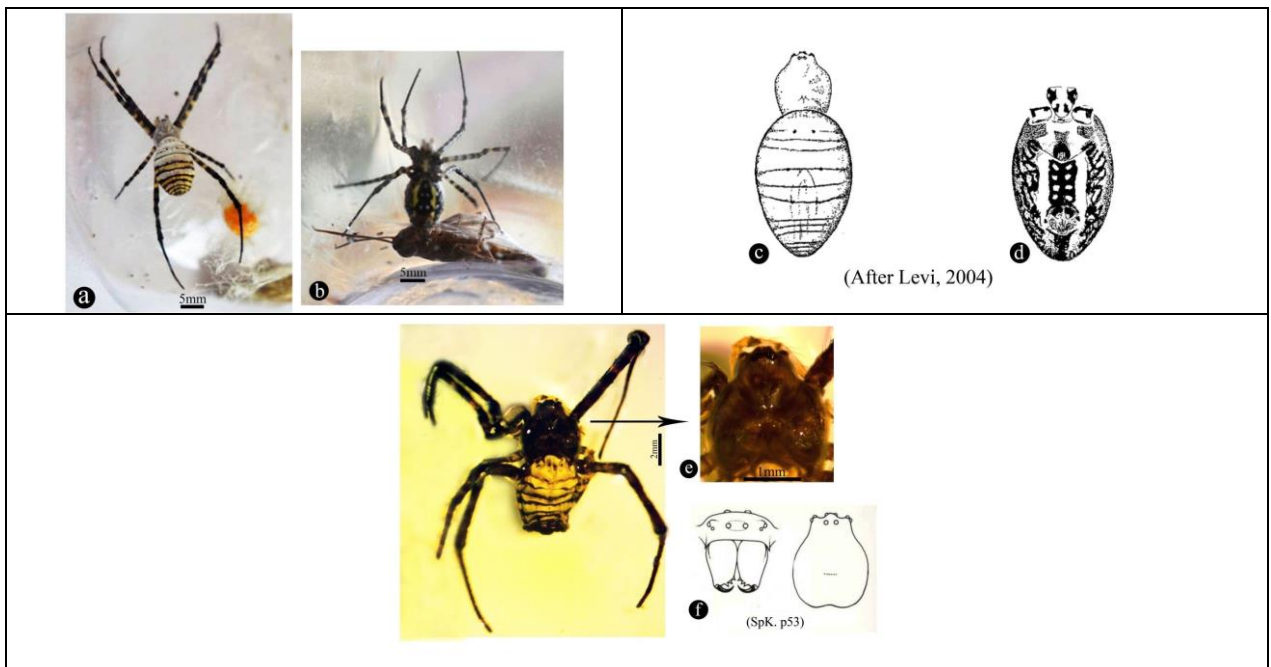 a
5mm
b
5mm
c
d
(After Levi, 2004)
2mm
e
1mm
f
(SpK. p53)